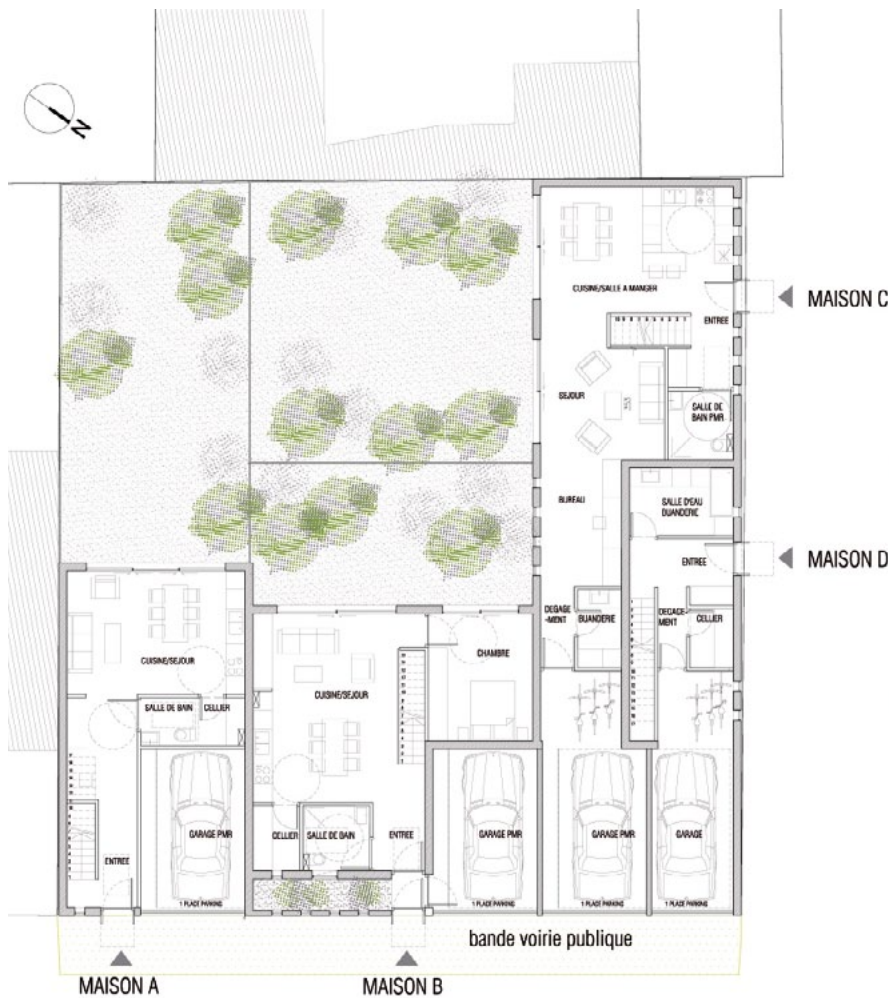 N
CUISINE/SALLE A MANGER
MAISON C
ENTREE
SEJOUR
SALLE DE
BAIN PMR
BUREAU
SALLE D'EAU
BUANDERIE
ENTREE
MAISON D
DEGAGE
-MENT
BUANDERIE
DEGAGE-
MENT
CELLIER
CHAMBRE
CUISINE/SEJOUR
CUISINE/SEJOUR
SALLE DE BAIN
CELLIER
GARAGE PMR
ENTREE
1 PLACE PARKING
CELLIER
SALLE DE BAIN
ENTREE
GARAGE PMR
1 PLACE PARKING
GARAGE PMR
1 PLACE PARKING
GARAGE
1 PLACE PARKING
bande voirie publique
MAISON A
MAISON B